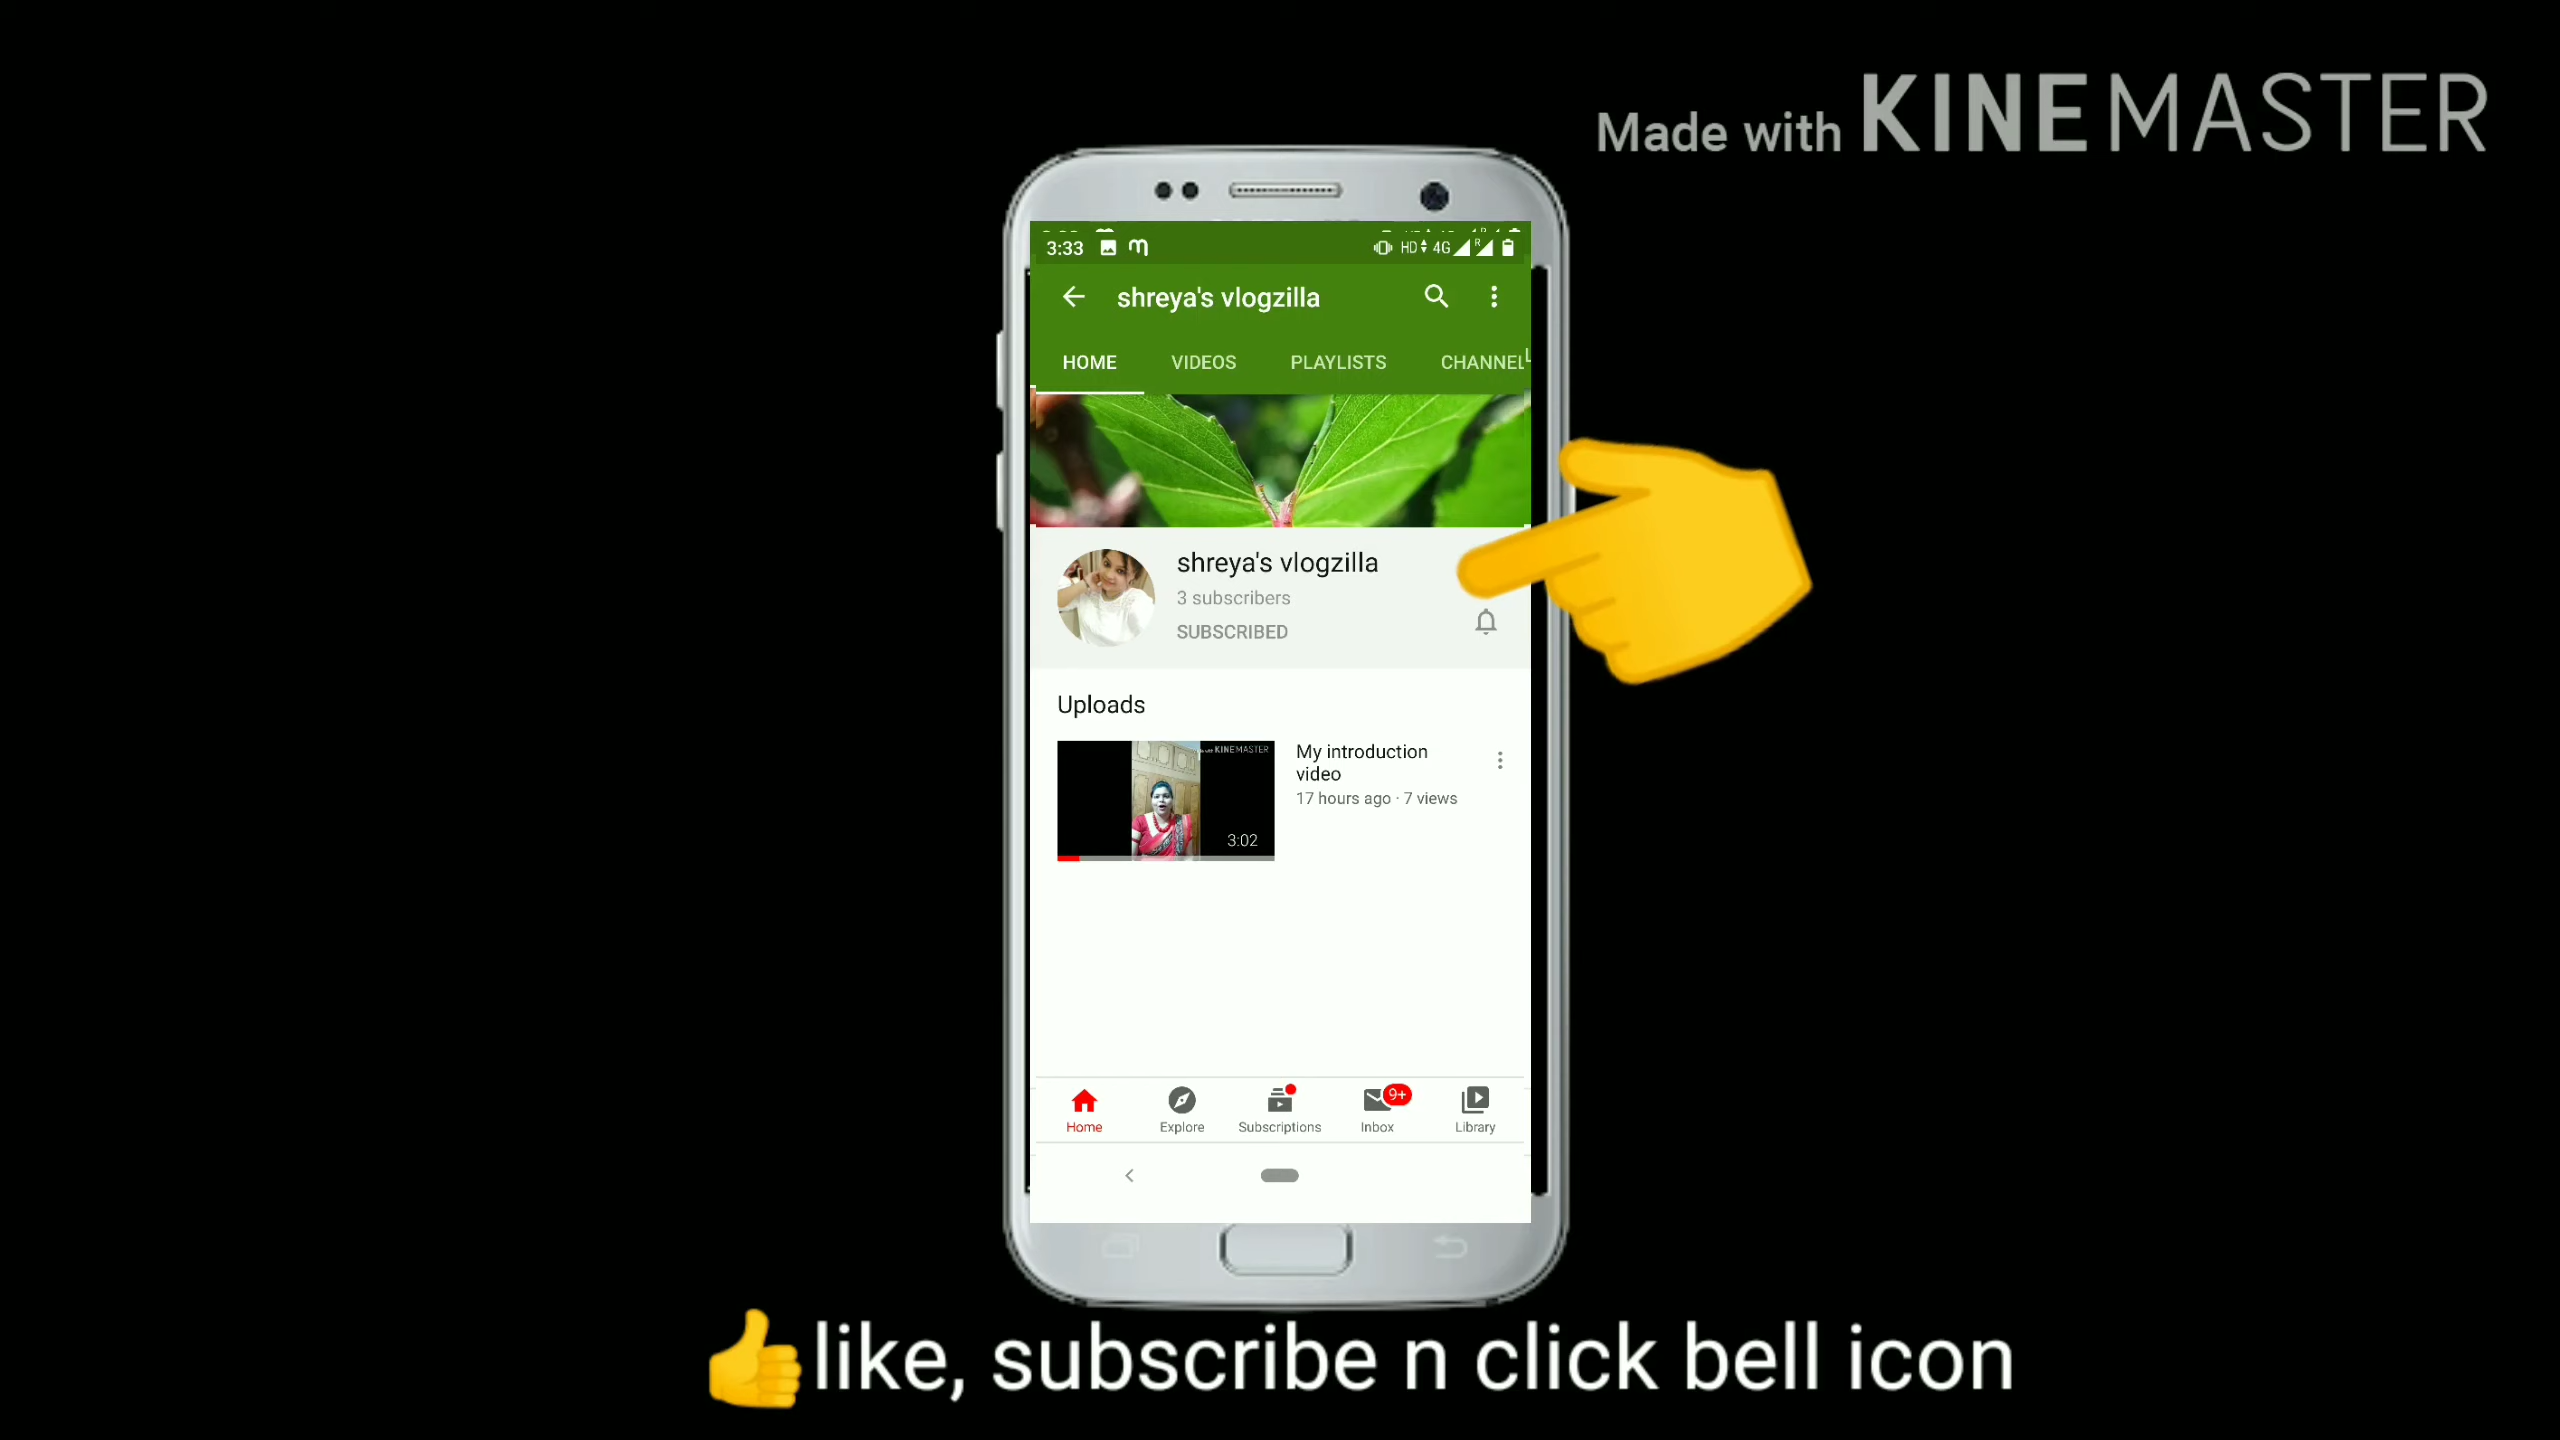 Made with KINEMASTER
3:33 HD 4G R
shreya's vlogzilla
HOME VIDEOS PLAYLISTS CHANNEL
shreya's vlogzilla
3 subscribers
SUBSCRIBED
Uploads
KINEMASTER
3:02
My introduction
video
17 hours ago · 7 views
9+
Home Explore Subscriptions Inbox Library
👍like, subscribe n click bell icon